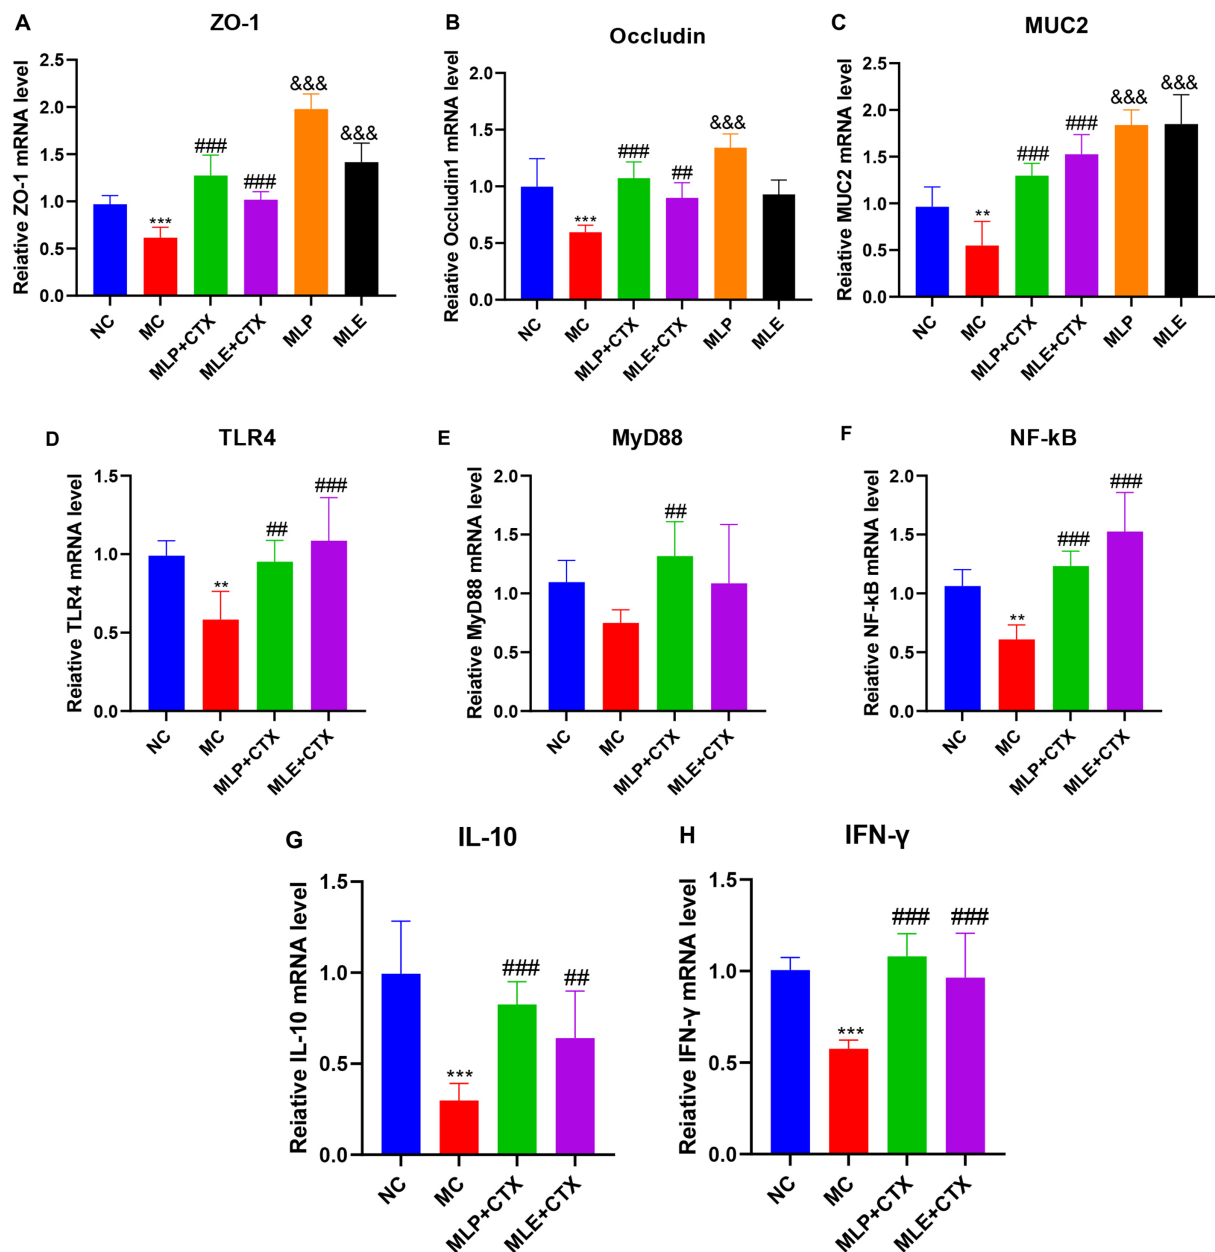 A
ZO-1
Reiative ZO-1 mRNA level
2.5
2.0
1.5
1.0
0.5
0.0
***
###
###
&&&
&&&
NC
MC
MLP+CTX
MLE+CTX
MLP
MLE
B
Occludin
Reiative Occludin1 mRNA level
2.0
1.5
1.0
0.5
0.0
***
###
##
&&&
NC
MC
MLP+CTX
MLE+CTX
MLP
MLE
C
MUC2
Reiative MUC2 mRNA level
2.5
2.0
1.5
1.0
0.5
0.0
**
###
###
&&&
&&&
NC
MC
MLP+CTX
MLE+CTX
MLP
MLE
D
TLR4
Reiative TLR4 mRNA level
1.5
1.0
0.5
0.0
**
##
###
NC
MC
MLP+CTX
MLE+CTX
E
MyD88
Reiative MyD88 mRNA level
2.0
1.5
1.0
0.5
0.0
##
NC
MC
MLP+CTX
MLE+CTX
F
NF-kB
Reiative NF-kB mRNA level
2.0
1.5
1.0
0.5
0.0
**
###
###
NC
MC
MLP+CTX
MLE+CTX
G
IL-10
Reiative IL-10 mRNA level
1.5
1.0
0.5
0.0
***
###
##
NC
MC
MLP+CTX
MLE+CTX
H
IFN-γ
Reiative IFN-γ mRNA level
1.5
1.0
0.5
0.0
***
###
###
NC
MC
MLP+CTX
MLE+CTX